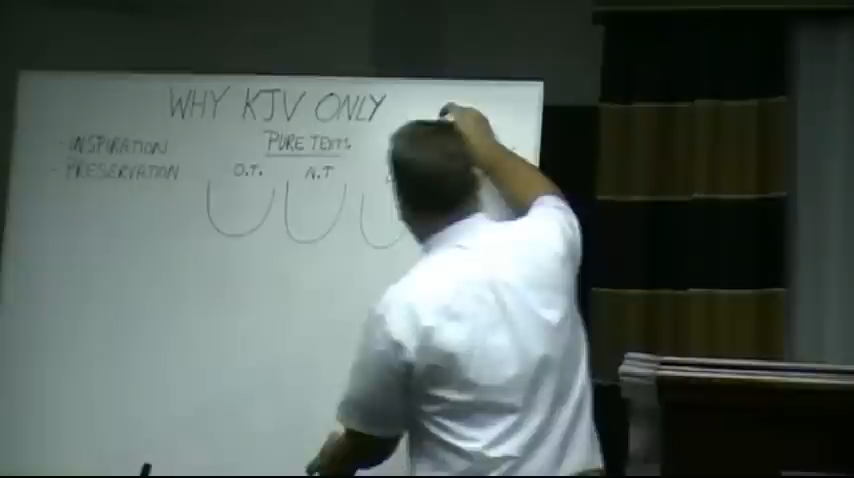 WHY KJV ONLY
- INSPIRATION
- PRESERVATION
PURE TEXTS
O.T. N.T